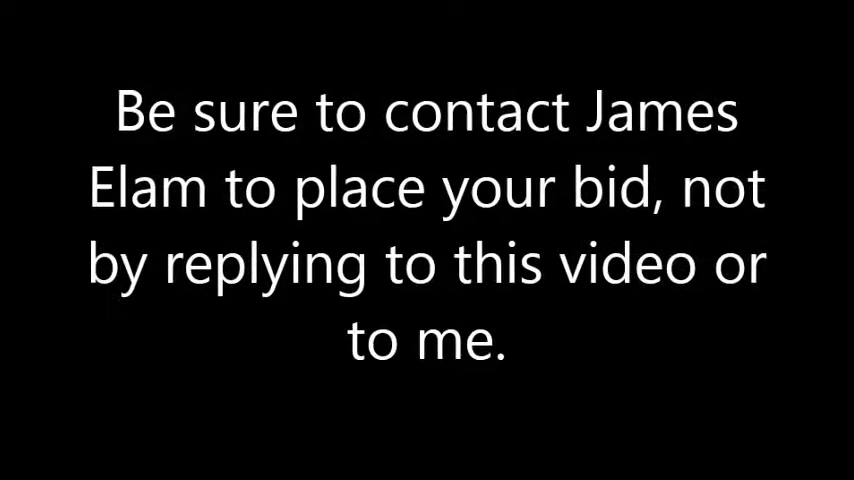 Be sure to contact James
Elam to place your bid, not
by replying to this video or
to me.